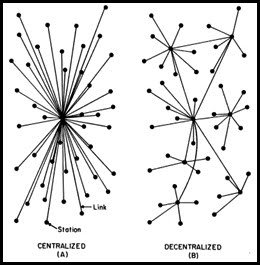 Link
Station
CENTRALIZED
(A)
DECENTRALIZED
(B)